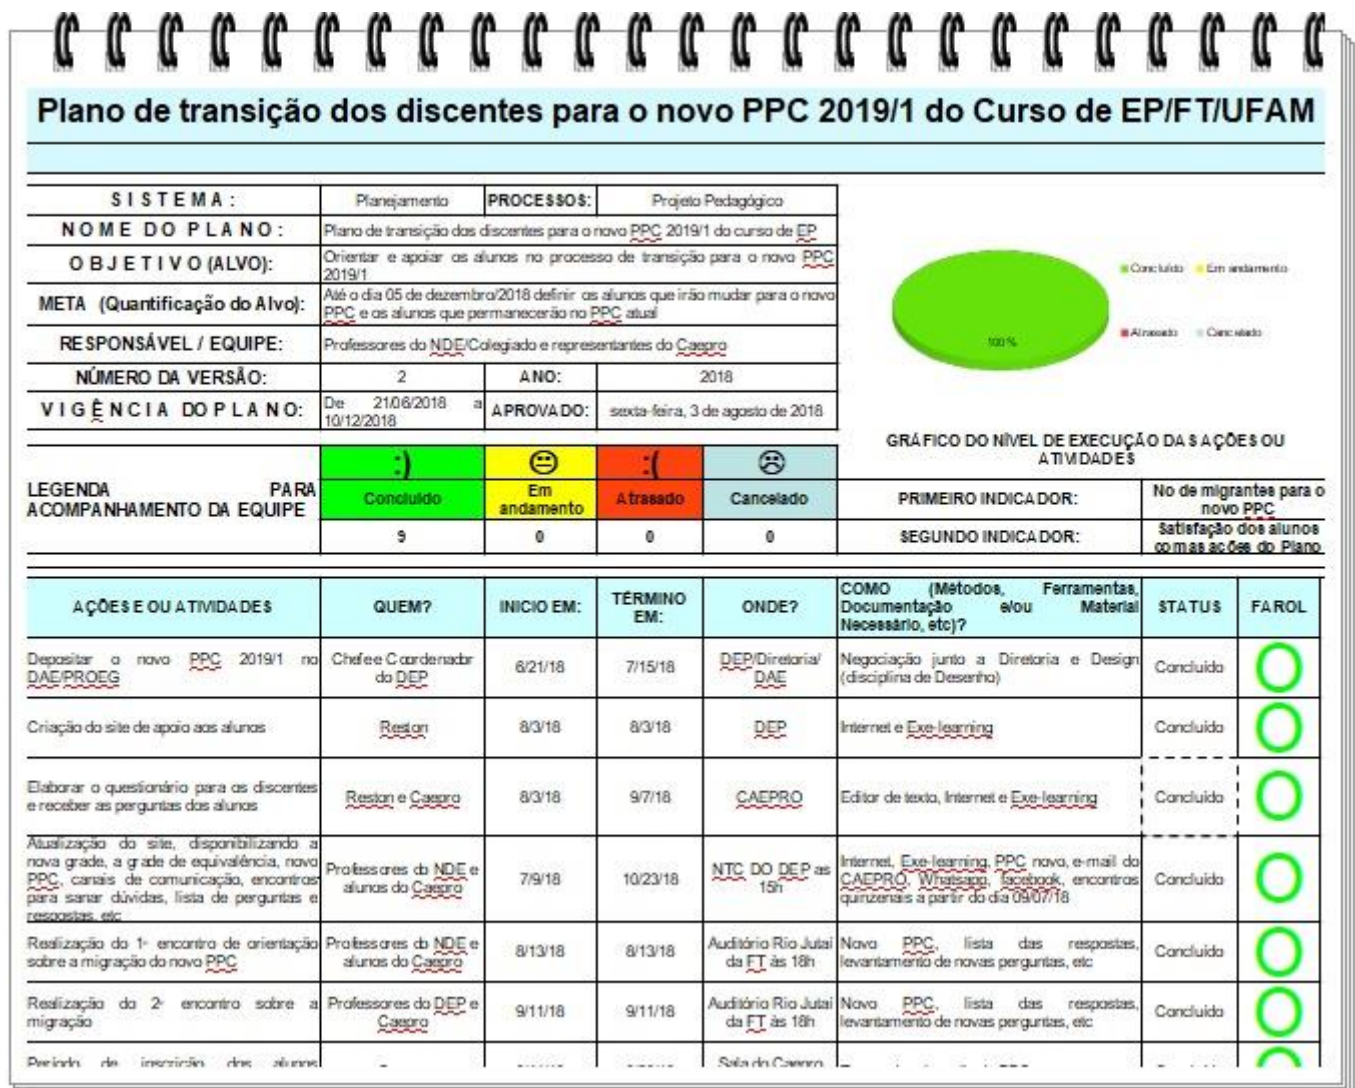 Plano de transição dos discentes para o novo PPC 2019/1 do Curso de EP/FT/UFAM
SISTEMA: Planejamento PROCESSOS: Projeto Pedagógico
NOME DO PLANO: Plano de transição dos discentes para o novo PPC 2019/1 do curso de EP
OBJETIVO (ALVO): Orientar e apoiar os alunos no processo de transição para o novo PPC
2019/1
META (Quantificação do Alvo): Até o dia 05 de dezembro/2018 definir os alunos que irão mudar para o novo
PPC e os alunos que permanecerão no PPC atual
RESPONSÁVEL / EQUIPE: Professores do NDE/Colegiado e representantes do Caepro
NÚMERO DA VERSÃO: 2 ANO: 2018
VIGÊNCIA DO PLANO: De 21/06/2018 a
10/12/2018
APROVADO: sexta-feira, 3 de agosto de 2018
Concluído Em andamento
Atrasado Cancelado
100%
GRÁFICO DO NÍVEL DE EXECUÇÃO DAS AÇÕES OU
ATIVIDADES
LEGENDA PARA
ACOMPANHAMENTO DA EQUIPE
:) :(
Concluído Em
andamento
Atrasado Cancelado
9 0 0 0
PRIMEIRO INDICADOR: No de migrantes para o
novo PPC
SEGUNDO INDICADOR: Satisfação dos alunos
com as ações do Plano
AÇÕES E OU ATIVIDADES QUEM? INICIO EM: TÉRMINO
EM:
ONDE? COMO (Métodos, Ferramentas,
Documentação e/ou Material
Necessário, etc)?
STATUS FAROL
Depositar o novo PPC 2019/1 no
DAE/PROEG
Chefe e Coordenador
do DEP
6/21/18 7/15/18 DEP/Diretoria/
DAE
Negociação junto a Diretoria e Design
(disciplina de Desenho)
Concluído
Criação do site de apoio aos alunos Reston 8/3/18 8/3/18 DEP Internet e Exe-learning Concluído
Elaborar o questionário para os discentes
e receber as perguntas dos alunos
Reston e Caepro 8/3/18 9/7/18 CAEPRO Editor de texto, Internet e Exe-learning Concluído
Atualização do site, disponibilizando a
nova grade, a grade de equivalência, novo
PPC, canais de comunicação, encontros
para sanar dúvidas, lista de perguntas e
respostas, etc
Professores do NDE e
alunos do Caepro
7/9/18 10/23/18 NTC DO DEP as
15h
Internet, Exe-learning, PPC novo, e-mail do
CAEPRO, Whatsapp, facebook, encontros
quinzenais a partir do dia 09/07/18
Concluído
Realização do 1º encontro de orientação
sobre a migração do novo PPC
Professores do NDE e
alunos do Caepro
8/13/18 8/13/18 Auditório Rio Jutaí
da FT às 18h
Novo PPC, lista das respostas,
levantamento de novas perguntas, etc
Concluído
Realização do 2º encontro sobre a
migração
Professores do DEP e
Caepro
9/11/18 9/11/18 Auditório Rio Jutaí
da FT às 18h
Novo PPC, lista das respostas,
levantamento de novas perguntas, etc
Concluído
Período de inscrição dos alunos Sala do Caepro